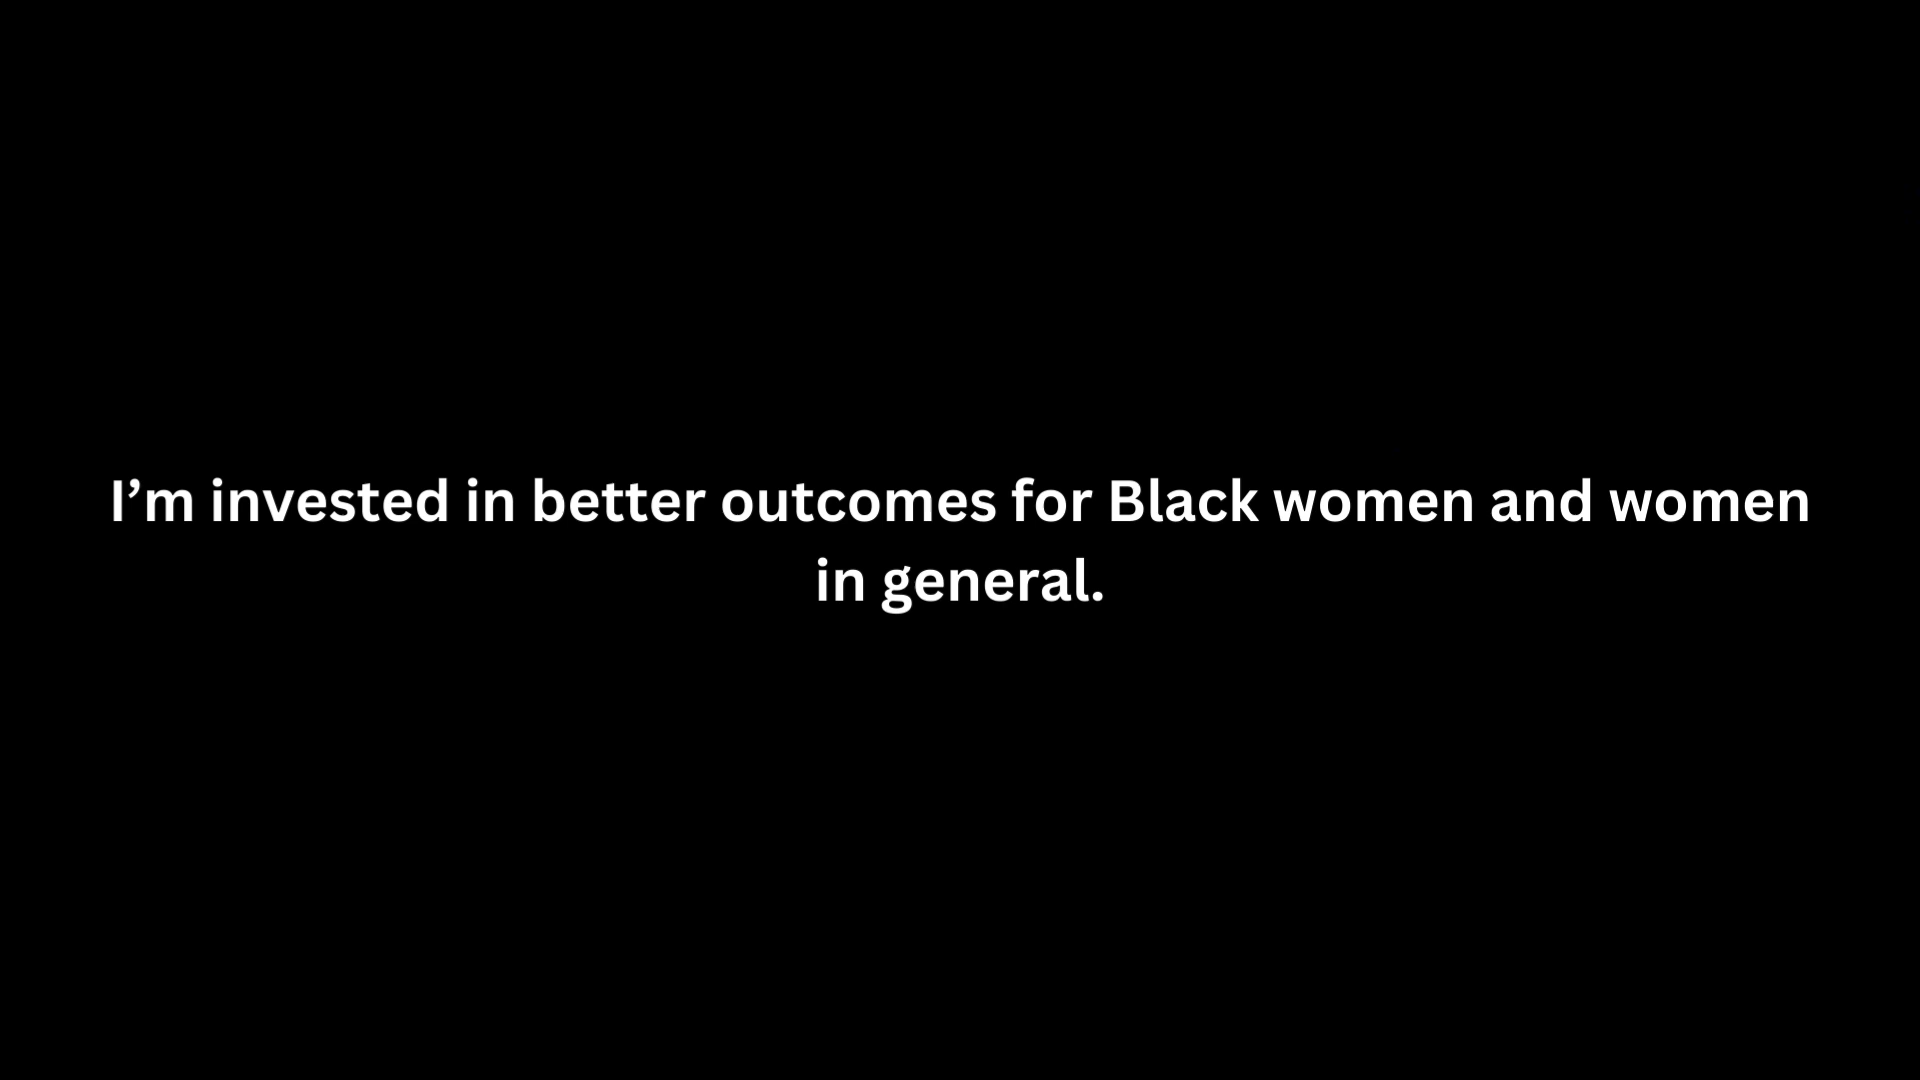 I’m invested in better outcomes for Black women and women
in general.